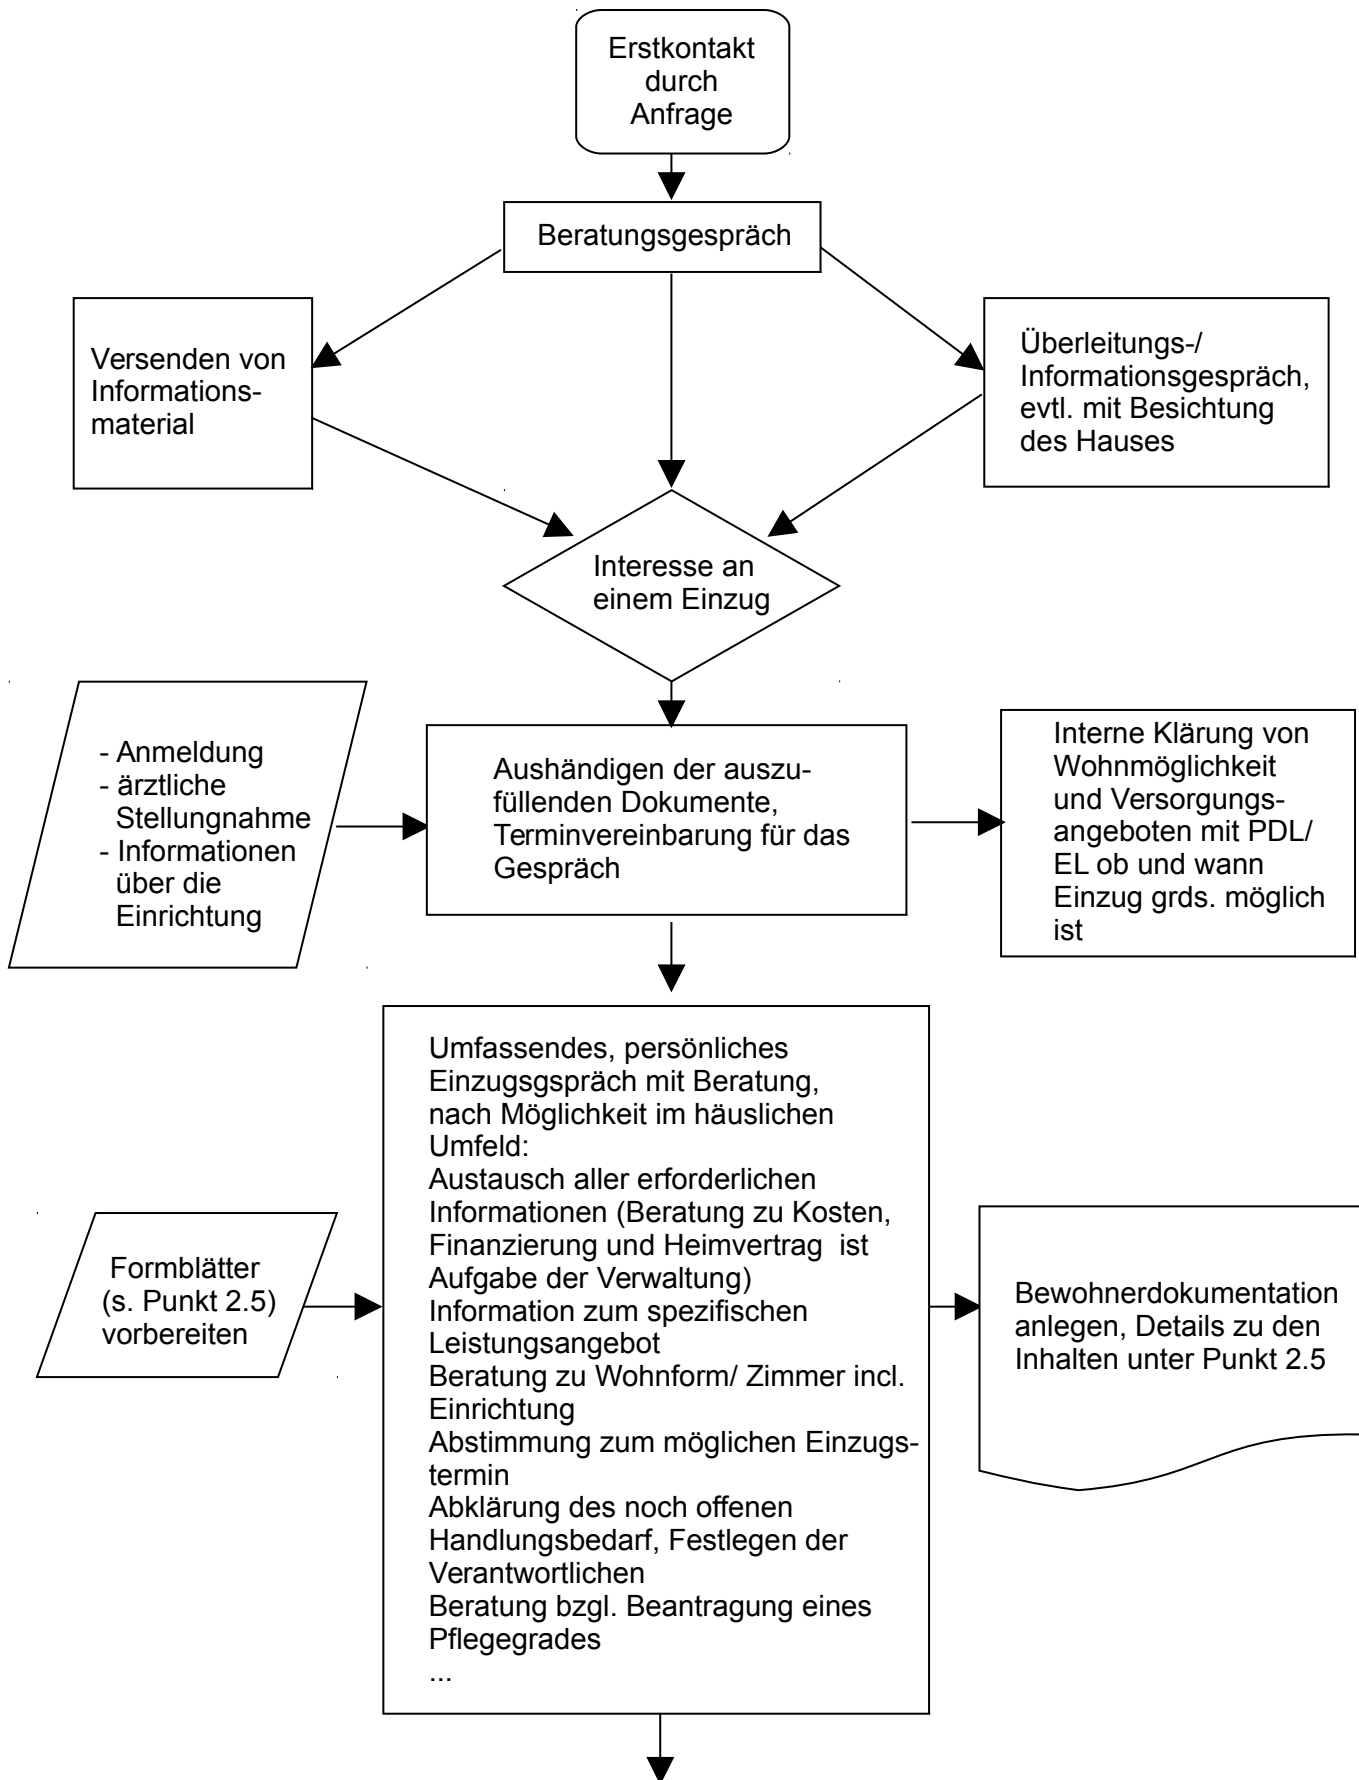 Erstkontakt
durch
Anfrage
Beratungsgespräch
Versenden von
Informations-
material
Überleitungs-/
Informationsgespräch,
evtl. mit Besichtung
des Hauses
Interesse an
einem Einzug
- Anmeldung
- ärztliche
Stellungnahme
- Informationen
über die
Einrichtung
Aushändigen der auszu-
füllenden Dokumente,
Terminvereinbarung für das
Gespräch
Interne Klärung von
Wohnmöglichkeit
und Versorgungs-
angeboten mit PDL/
EL ob und wann
Einzug grds. möglich
ist
Umfassendes, persönliches
Einzugsgspräch mit Beratung,
nach Möglichkeit im häuslichen
Umfeld:
Austausch aller erforderlichen
Informationen (Beratung zu Kosten,
Finanzierung und Heimvertrag ist
Aufgabe der Verwaltung)
Information zum spezifischen
Leistungsangebot
Beratung zu Wohnform/ Zimmer incl.
Einrichtung
Abstimmung zum möglichen Einzugs-
termin
Abklärung des noch offenen
Handlungsbedarf, Festlegen der
Verantwortlichen
Beratung bzgl. Beantragung eines
Pflegegrades
...
Formblätter
(s. Punkt 2.5)
vorbereiten
Bewohnerdokumentation
anlegen, Details zu den
Inhalten unter Punkt 2.5